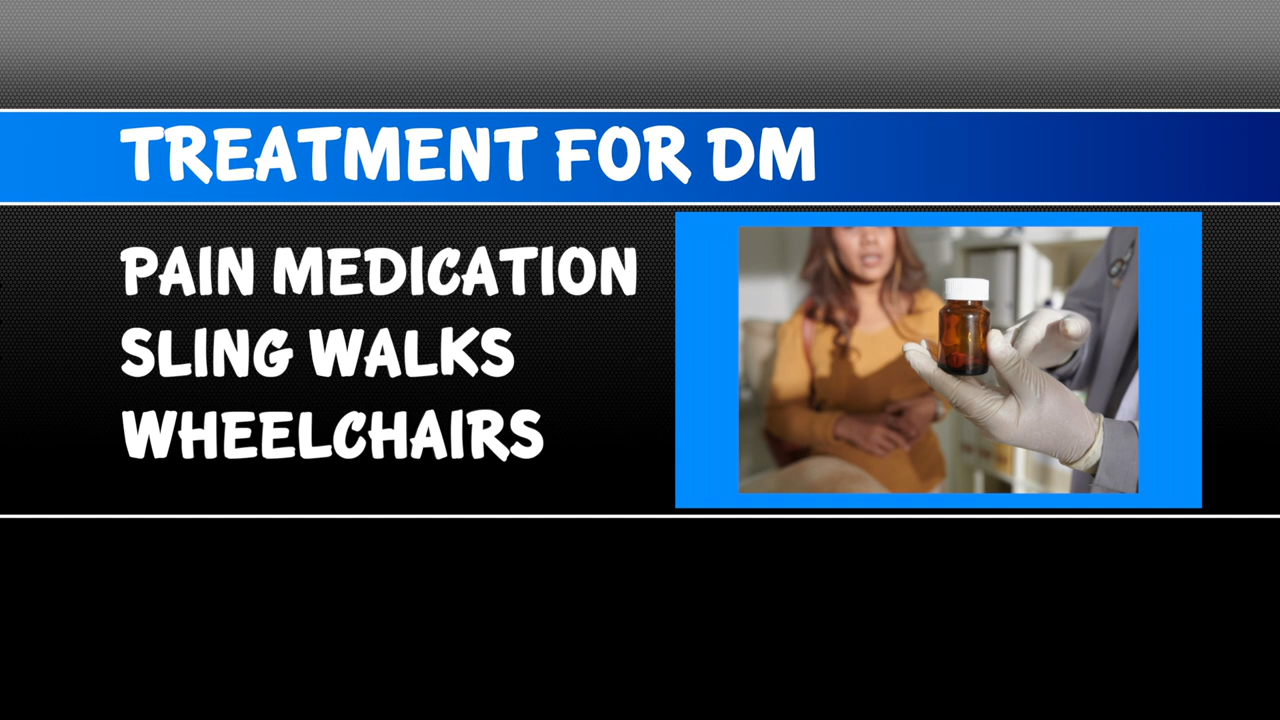 TREATMENT FOR DM
PAIN MEDICATION
SLING WALKS
WHEELCHAIRS